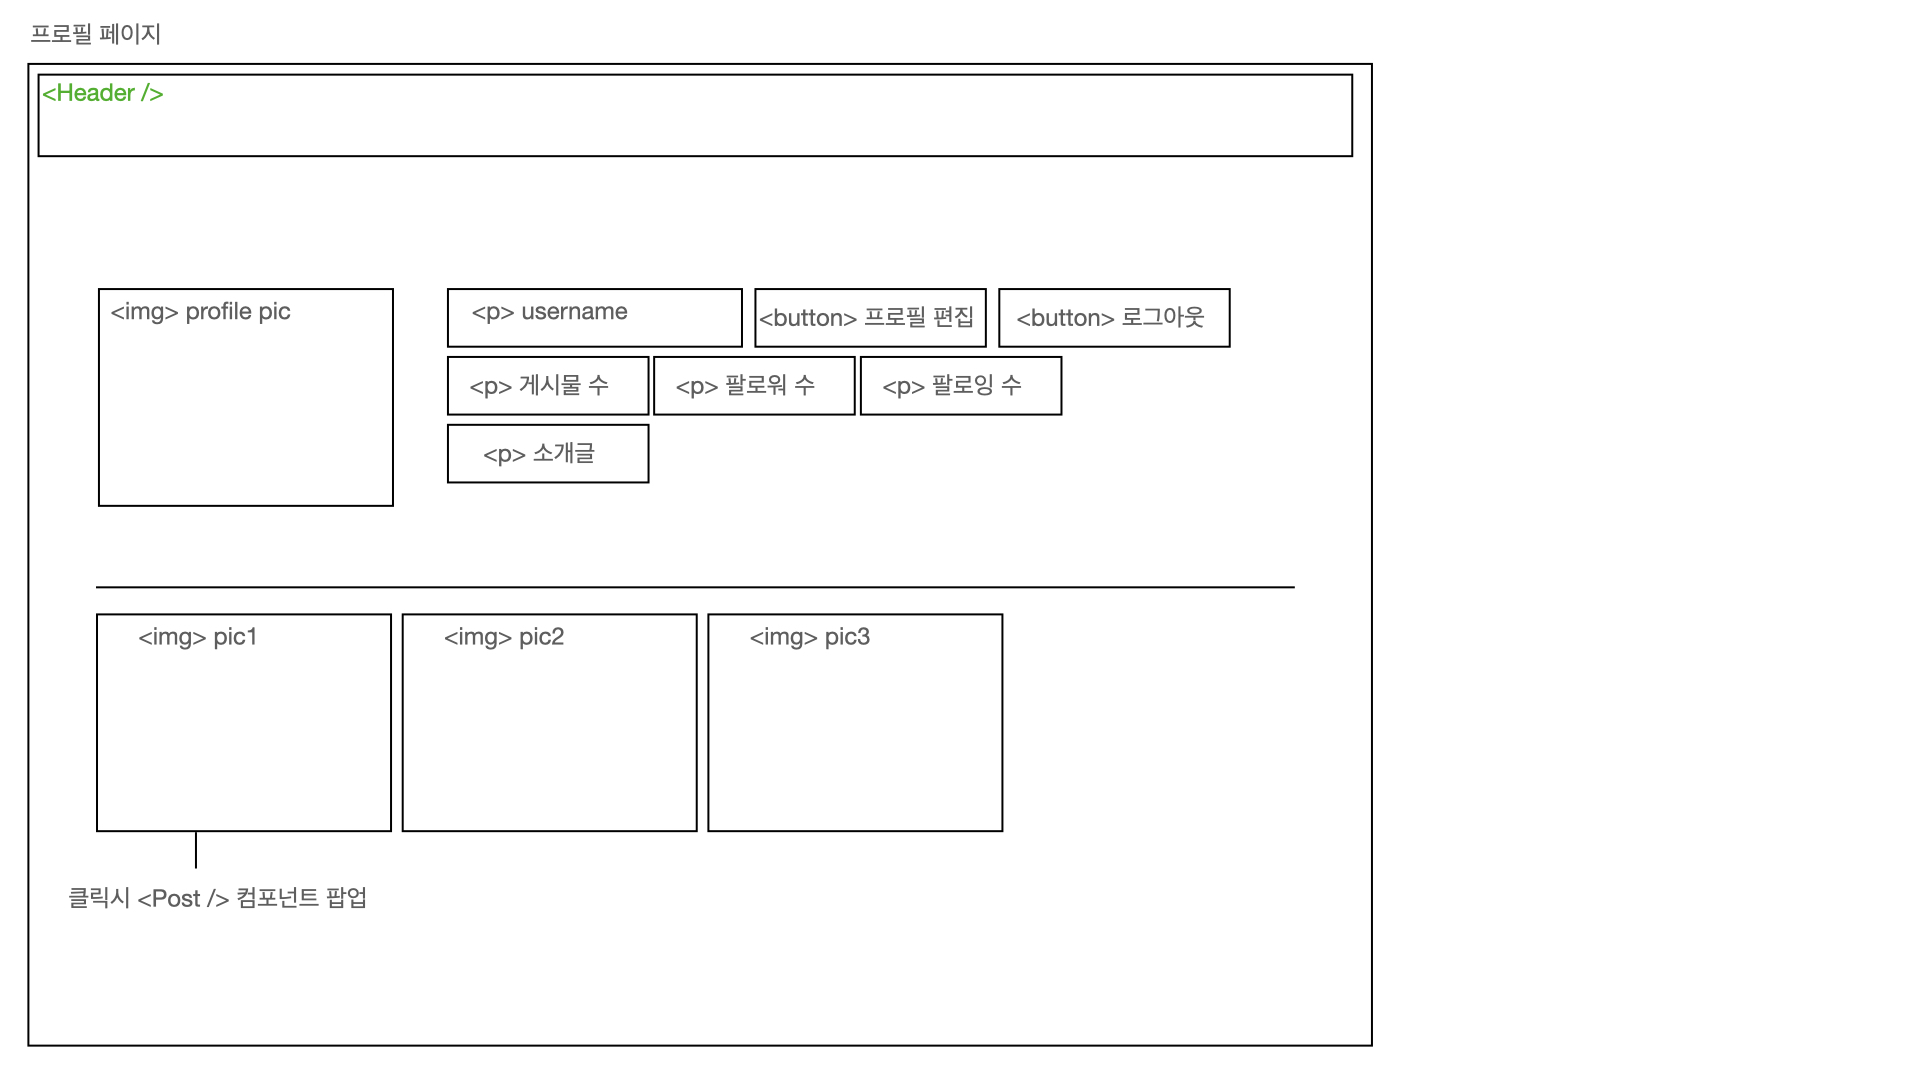 프로필 페이지
<Header />
<img> profile pic
<p> username
<button> 프로필 편집
<button> 로그아웃
<p> 게시물 수
<p> 팔로워 수
<p> 팔로잉 수
<p> 소개글
<img> pic1
<img> pic2
<img> pic3
클릭시 <Post /> 컴포넌트 팝업